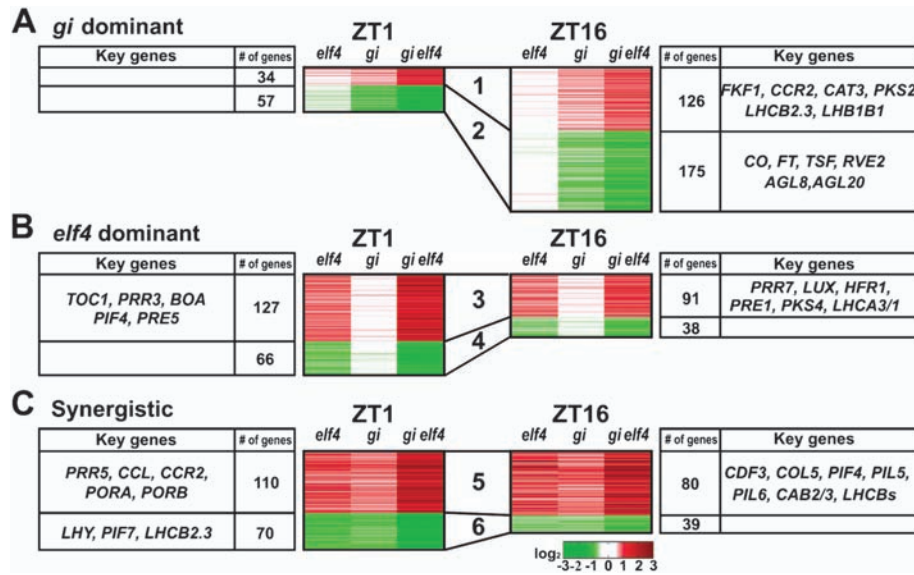 A gi dominant
ZT1
ZT16
Key genes
# of genes
elf4 gi gi elf4
elf4 gi gi elf4
# of genes
Key genes
34
57
1
2
126
FKF1, CCR2, CAT3, PKS2
LHCB2.3, LHB1B1
175
CO, FT, TSF, RVE2
AGL8,AGL20
B elf4 dominant
ZT1
ZT16
Key genes
# of genes
elf4 gi gi elf4
elf4 gi gi elf4
# of genes
Key genes
TOC1, PRR3, BOA
PIF4, PRE5
127
66
3
4
91
PRR7, LUX, HFR1,
PRE1, PKS4, LHCA3/1
38
C Synergistic
ZT1
ZT16
Key genes
# of genes
elf4 gi gi elf4
elf4 gi gi elf4
# of genes
Key genes
PRR5, CCL, CCR2,
PORA, PORB
110
LHY, PIF7, LHCB2.3
70
5
6
80
CDF3, COL5, PIF4, PIL5,
PIL6, CAB2/3, LHCBs
39
log2
-3 -2 -1 0 1 2 3